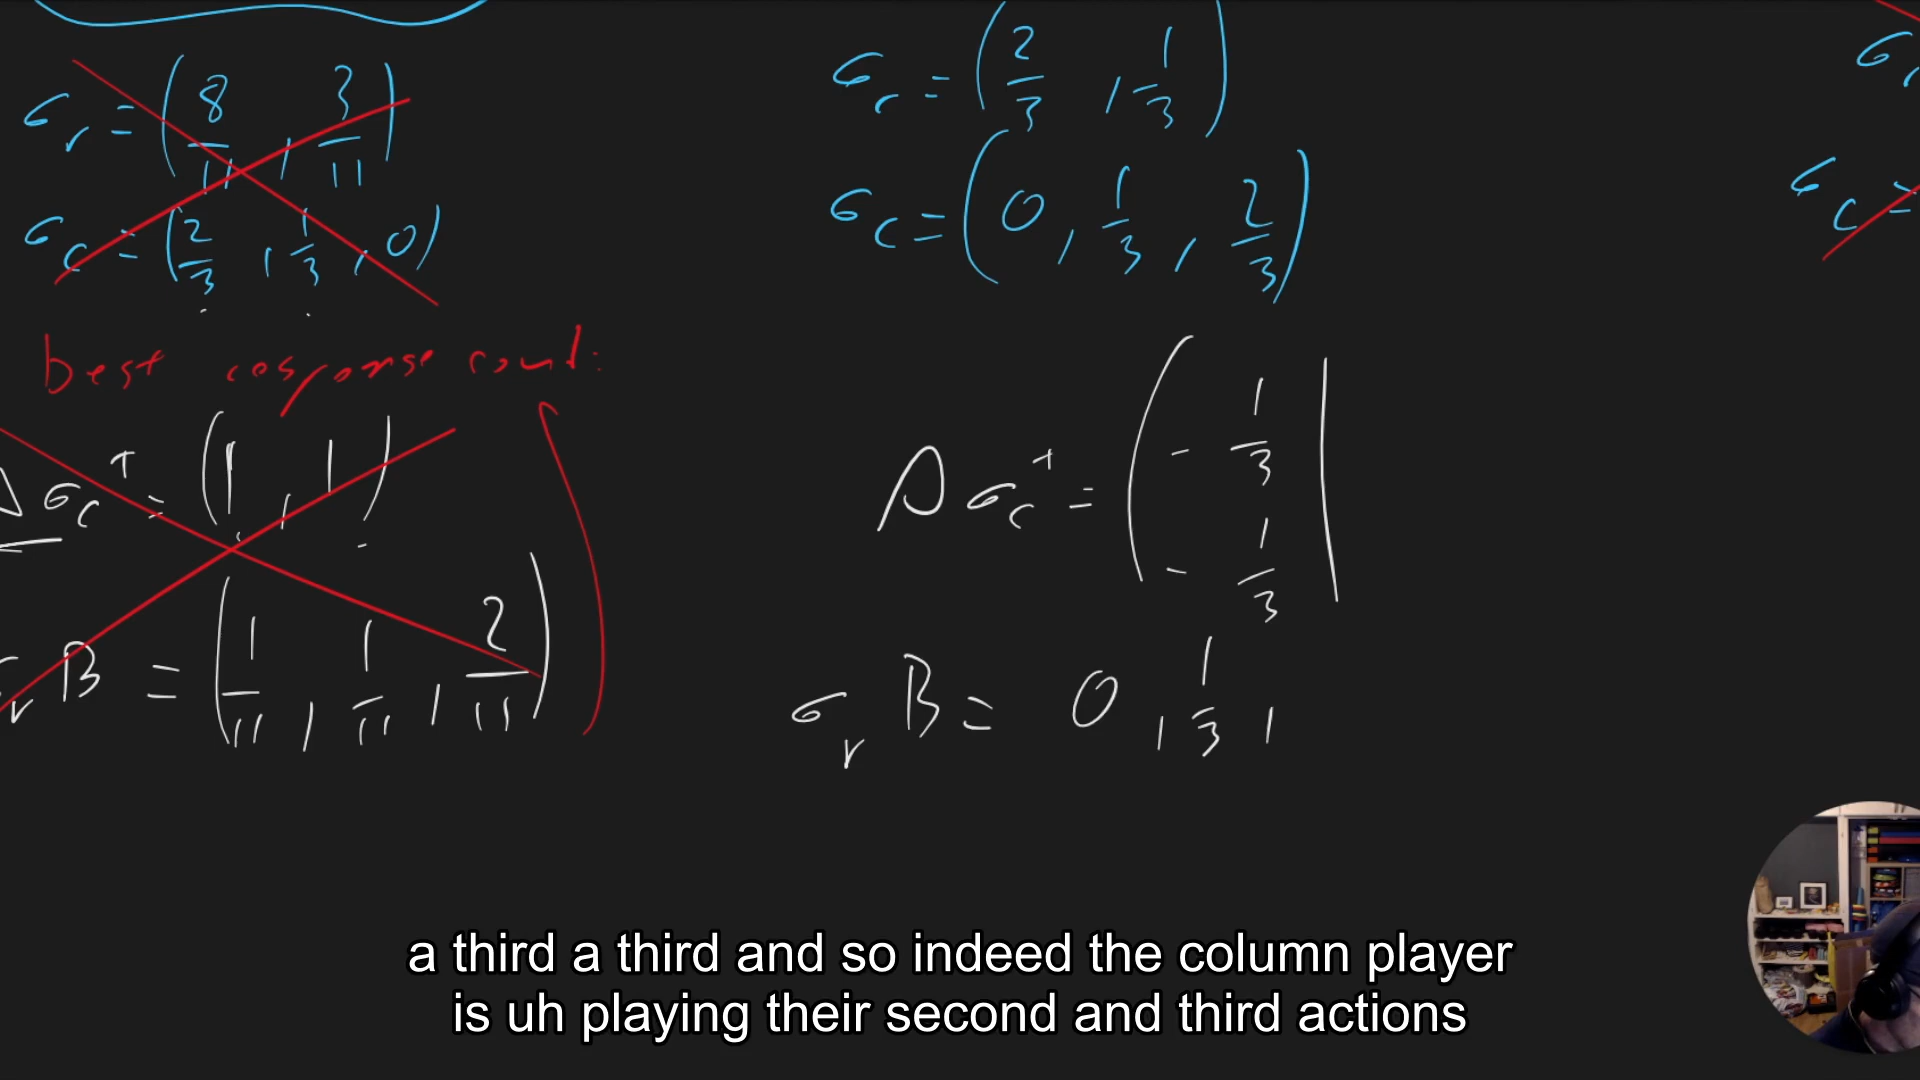 σr = (8/11, 3/11)
σc = (2/3, 1/3, 0)
best response cond:
Aσc^T = (1, 1)
σr B = (1/11, 1/11, 2/11)
σr = (2/3, 1/3)
σc = (0, 1/3, 2/3)
Aσc^T = (-1/3
-1/3)
σr B = 0, 1/3,
σr
σc =
a third a third and so indeed the column player
is uh playing their second and third actions